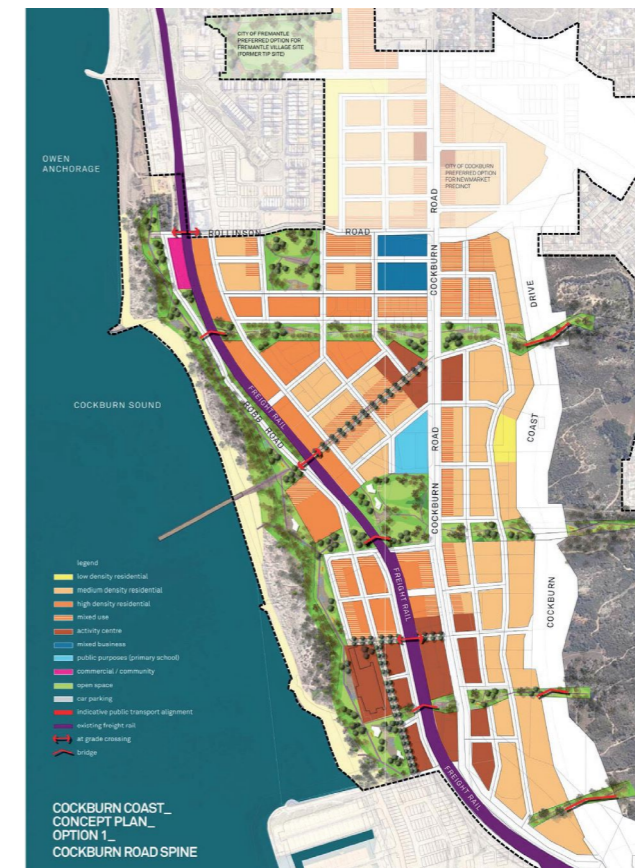 CITY OF FREMANTLE
PREFERRED OPTION FOR
FREMANTLE VILLAGE SITE
(FORMER TIP SITE)
OWEN
ANCHORAGE
CITY OF COCKBURN
PREFERRED OPTION
FOR NEWMARKET
PRECINCT
ROAD
ROLLINSON ROAD
COCKBURN
DRIVE
COCKBURN SOUND
FREIGHT RAIL
ROBB ROAD
COAST
ROAD
COCKBURN
FREIGHT RAIL
COCKBURN
legend
low density residential
medium density residential
high density residential
mixed use
activity centre
mixed business
public purposes (primary school)
commercial / community
open space
car parking
indicative public transport alignment
existing freight rail
at grade crossing
bridge
FREIGHT RAIL
COCKBURN COAST_
CONCEPT PLAN_
OPTION 1_
COCKBURN ROAD SPINE